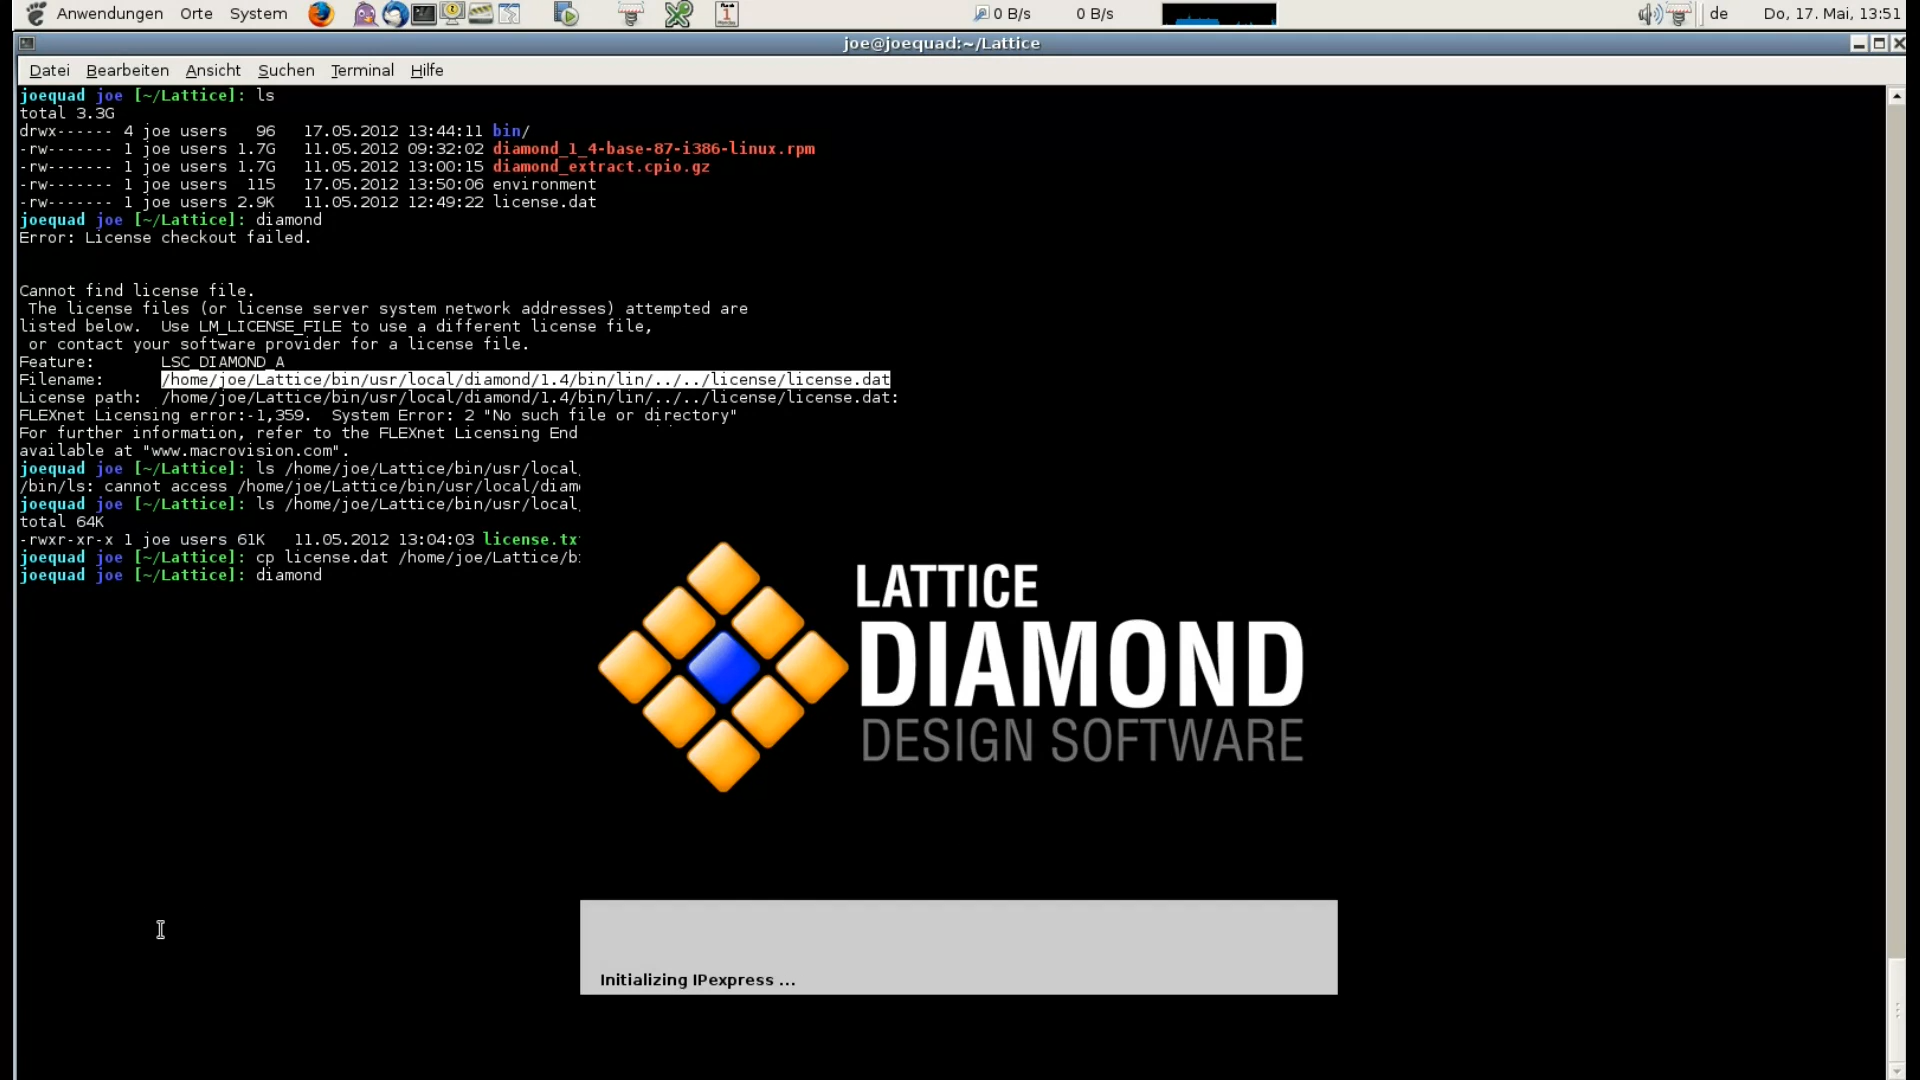 Anwendungen Orte System 0 B/s 0 B/s de Do, 17. Mai, 13:51
joe@joequad:~/Lattice
Datei Bearbeiten Ansicht Suchen Terminal Hilfe
joequad joe [~/Lattice]: ls
total 3.3G
drwx------ 4 joe users 96 17.05.2012 13:44:11 bin/
-rw------- 1 joe users 1.7G 11.05.2012 09:32:02 diamond_1_4-base-87-i386-linux.rpm
-rw------- 1 joe users 1.7G 11.05.2012 13:00:15 diamond_extract.cpio.gz
-rw------- 1 joe users 115 17.05.2012 13:50:06 environment
-rw------- 1 joe users 2.9K 11.05.2012 12:49:22 license.dat
joequad joe [~/Lattice]: diamond
Error: License checkout failed.
Cannot find license file.
The license files (or license server system network addresses) attempted are
listed below. Use LM_LICENSE_FILE to use a different license file,
or contact your software provider for a license file.
Feature: LSC_DIAMOND_A
Filename: /home/joe/Lattice/bin/usr/local/diamond/1.4/bin/lin/../../license/license.dat
License path: /home/joe/Lattice/bin/usr/local/diamond/1.4/bin/lin/../../license/license.dat:
FLEXnet Licensing error:-1,359. System Error: 2 "No such file or directory"
For further information, refer to the FLEXnet Licensing End
available at "www.macrovision.com".
joequad joe [~/Lattice]: ls /home/joe/Lattice/bin/usr/local
/bin/ls: cannot access /home/joe/Lattice/bin/usr/local/diam
joequad joe [~/Lattice]: ls /home/joe/Lattice/bin/usr/local
total 64K
-rwxr-xr-x 1 joe users 61K 11.05.2012 13:04:03 license.tx
joequad joe [~/Lattice]: cp license.dat /home/joe/Lattice/b
joequad joe [~/Lattice]: diamond
LATTICE
DIAMOND
DESIGN SOFTWARE
Initializing IPexpress ...